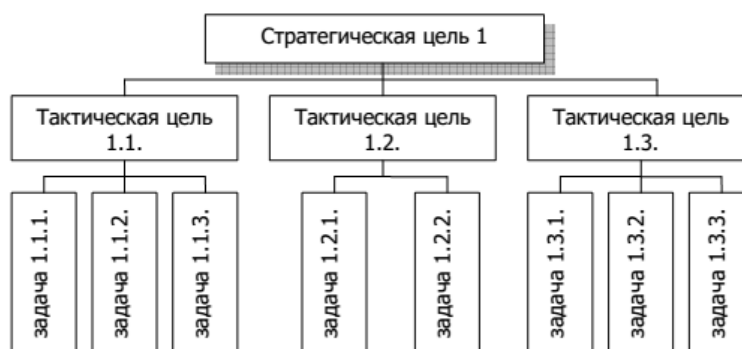 Стратегическая цель 1
Тактическая цель
1.1.
Тактическая цель
1.2.
Тактическая цель
1.3.
задача 1.1.1.
задача 1.1.2.
задача 1.1.3.
задача 1.2.1.
задача 1.2.2.
задача 1.3.1.
задача 1.3.2.
задача 1.3.3.